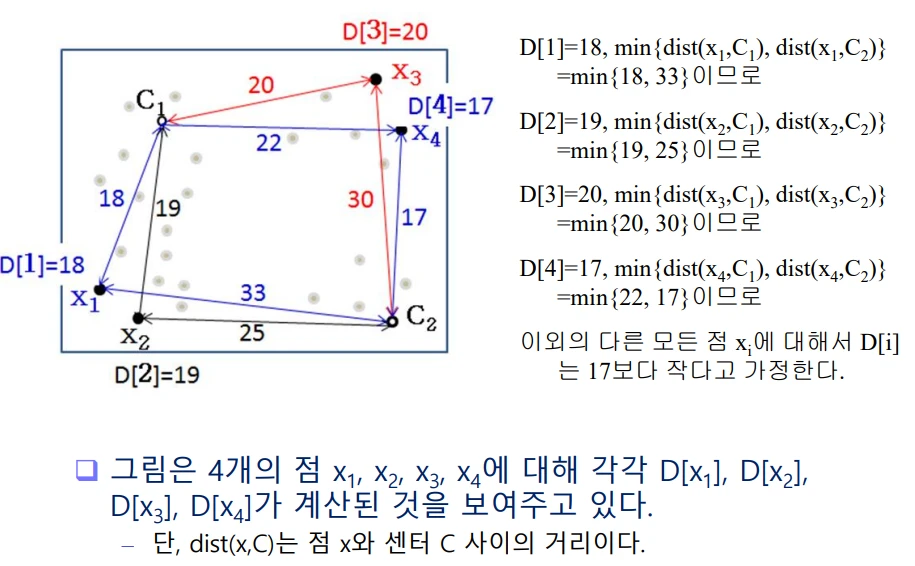 D[3]=20
x₃
20
C₁
D[4]=17
x₄
22
18
19
30
17
D[1]=18
x₁
33
C₂
x₂
25
D[2]=19
D[1]=18, min{dist(x₁,C₁), dist(x₁,C₂)}
=min{18, 33}이므로
D[2]=19, min{dist(x₂,C₁), dist(x₂,C₂)}
=min{19, 25}이므로
D[3]=20, min{dist(x₃,C₁), dist(x₃,C₂)}
=min{20, 30}이므로
D[4]=17, min{dist(x₄,C₁), dist(x₄,C₂)}
=min{22, 17}이므로
이외의 다른 모든 점 xᵢ에 대해서 D[i]
는 17보다 작다고 가정한다.
❑ 그림은 4개의 점 x₁, x₂, x₃, x₄에 대해 각각 D[x₁], D[x₂],
D[x₃], D[x₄]가 계산된 것을 보여주고 있다.
– 단, dist(x,C)는 점 x와 센터 C 사이의 거리이다.